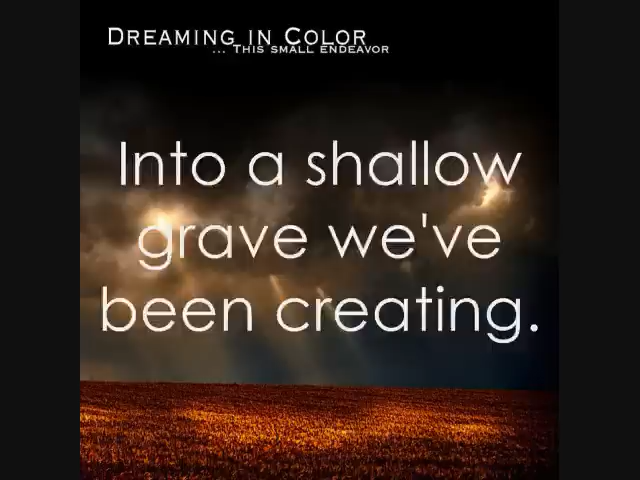 DREAMING IN COLOR
... THIS SMALL ENDEAVOR
Into a shallow
grave we've
been creating.